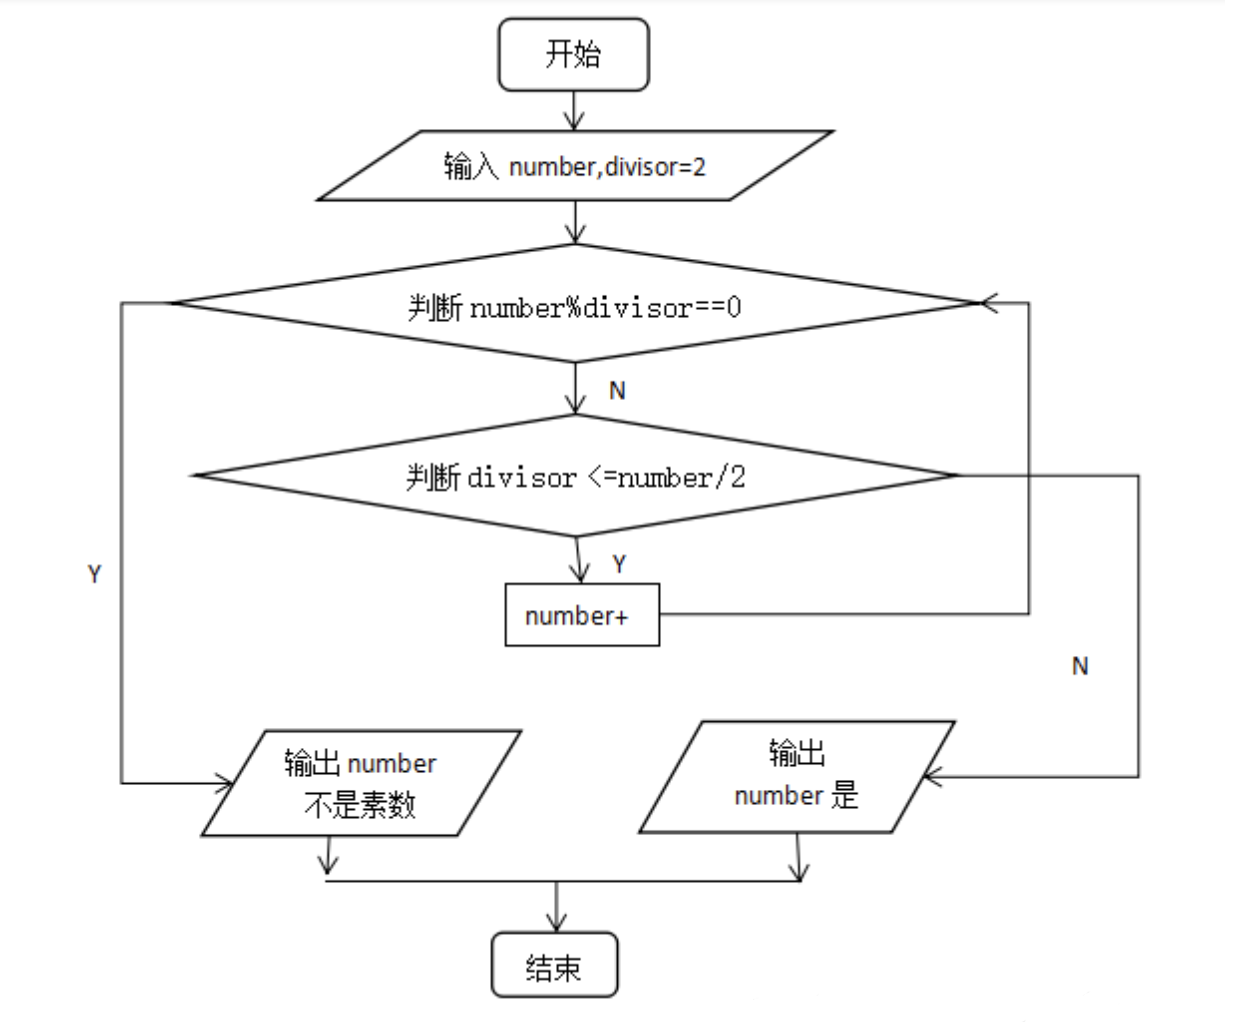 开始
输入 number,divisor=2
判断 number%divisor==0
N
判断 divisor <=number/2
Y
Y
number+
N
输出 number
不是素数
输出
number 是
结束